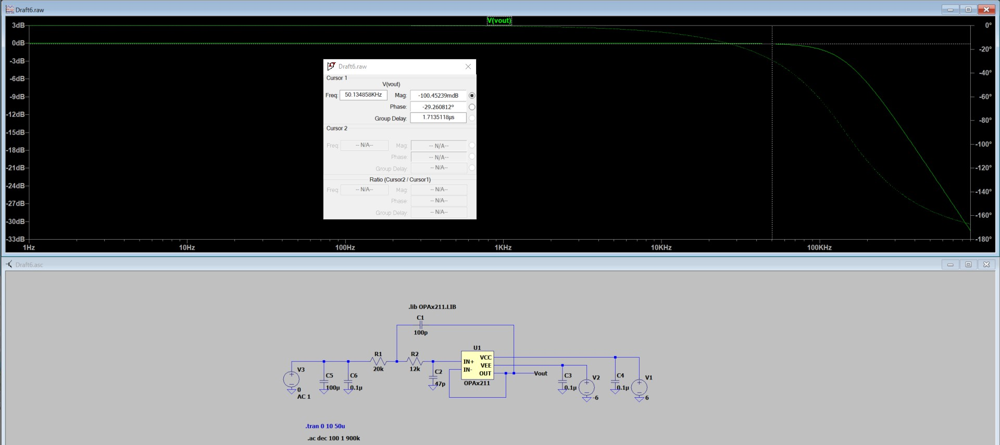 Draft6.raw
V(vout)
3dB
0dB
-3dB
-6dB
-9dB
-12dB
-15dB
-18dB
-21dB
-24dB
-27dB
-30dB
-33dB
0°
-20°
-40°
-60°
-80°
-100°
-120°
-140°
-160°
-180°
1Hz 10Hz 100Hz 1KHz 10KHz 100KHz
Draft6.raw
Cursor 1
V(vout)
Freq: 50.134858KHz Mag: -100.45239mdB
Phase: -29.260812°
Group Delay: 1.7135118µs
Cursor 2
Freq: -- N/A-- Mag: -- N/A--
Phase: -- N/A--
Group Delay: -- N/A--
Ratio (Cursor2 / Cursor1)
Freq: -- N/A-- Mag: -- N/A--
Phase: -- N/A--
Group Delay: -- N/A--
Draft6.asc
.lib OPAx211.LIB
C1
100p
U1
R1
20k
R2
12k
IN+
IN-
VCC
VEE
OUT
OPAx211
Vout
V3
0
AC 1
C5
100µ
C6
0.1µ
C2
47p
C3
0.1µ
V2
-6
C4
0.1µ
V1
6
.tran 0 10 50u
.ac dec 100 1 900k